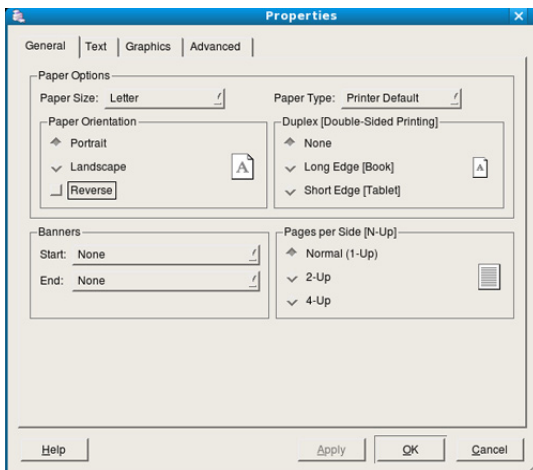 Properties
General Text Graphics Advanced
Paper Options
Paper Size: Letter Paper Type: Printer Default
Paper Orientation Duplex [Double-Sided Printing]
Portrait None
Landscape Long Edge [Book]
Reverse Short Edge [Tablet]
A A
Banners Pages per Side [N-Up]
Start: None Normal (1-Up)
End: None 2-Up
4-Up
Help Apply OK Cancel